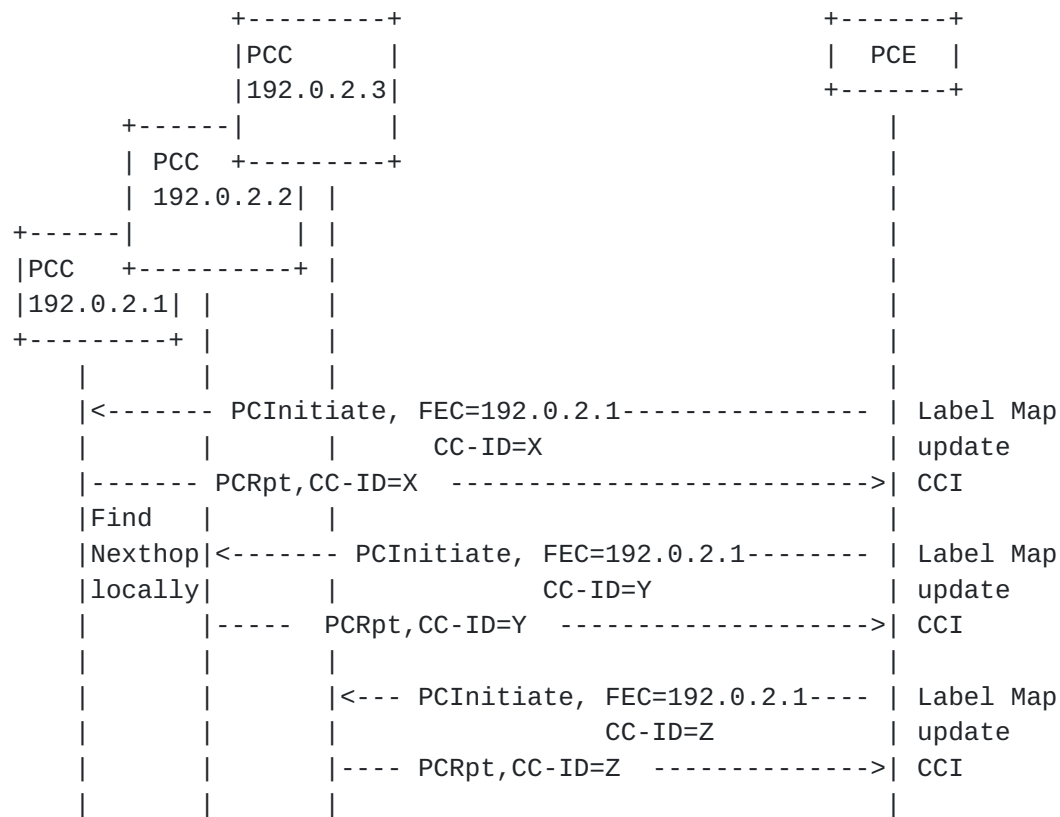 +---------+                              +-------+
|PCC      |                              |  PCE  |
|192.0.2.3|                              +-------+
+------|         |                                  |
| PCC  +---------+                                  |
| 192.0.2.2| |                                      |
+------|          | |                                      |
|PCC   +----------+ |                                      |
|192.0.2.1| |       |                                      |
+---------+ |       |                                      |
|       |       |                                      |
|<------- PCInitiate, FEC=192.0.2.1---------------- | Label Map
|       |       |      CC-ID=X                         | update
|------- PCRpt,CC-ID=X  ---------------------------->| CCI
|Find   |       |                                      |
|Nexthop|<------- PCInitiate, FEC=192.0.2.1-------- | Label Map
|locally|       |             CC-ID=Y                | update
|       |-----  PCRpt,CC-ID=Y  -------------------->| CCI
|       |       |                                      |
|       |       |<--- PCInitiate, FEC=192.0.2.1---- | Label Map
|       |       |                 CC-ID=Z            | update
|       |       |---- PCRpt,CC-ID=Z  -------------->| CCI
|       |       |                                      |